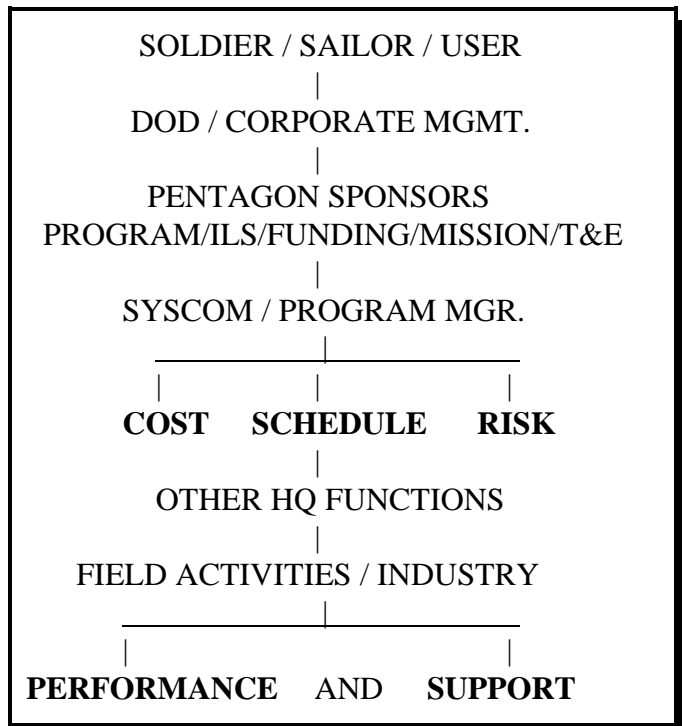 SOLDIER / SAILOR / USER
DOD / CORPORATE MGMT.
PENTAGON SPONSORS
PROGRAM/ILS/FUNDING/MISSION/T&E
SYSCOM / PROGRAM MGR.
COST SCHEDULE RISK
OTHER HQ FUNCTIONS
FIELD ACTIVITIES / INDUSTRY
PERFORMANCE AND SUPPORT